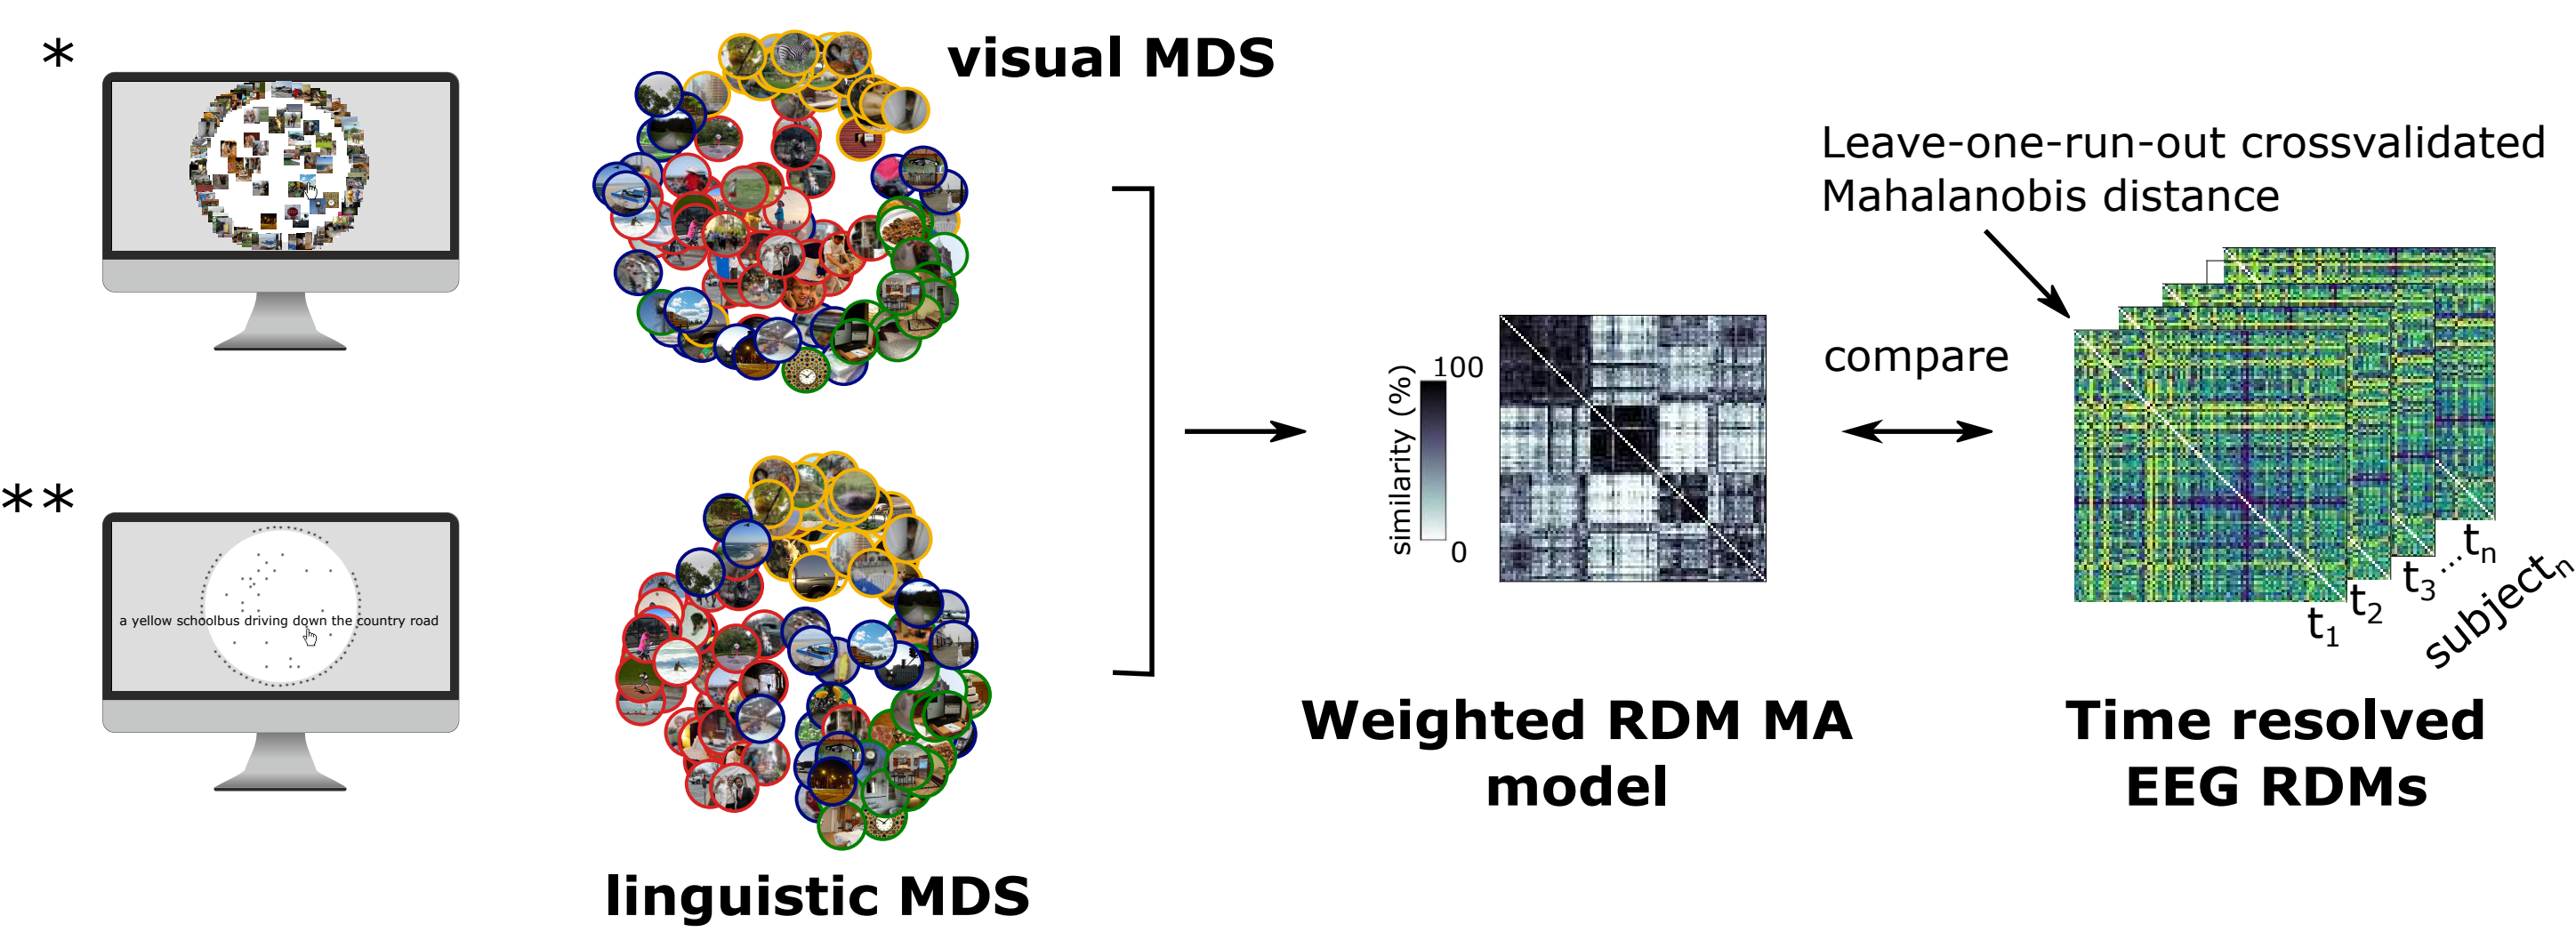 *
visual MDS
Leave-one-run-out crossvalidated
Mahalanobis distance
compare
100
similarity (%)
0
**
a yellow schoolbus driving down the country road
t1
t2
t3
...
tn
subjectn
Weighted RDM MA
model
Time resolved
EEG RDMs
linguistic MDS